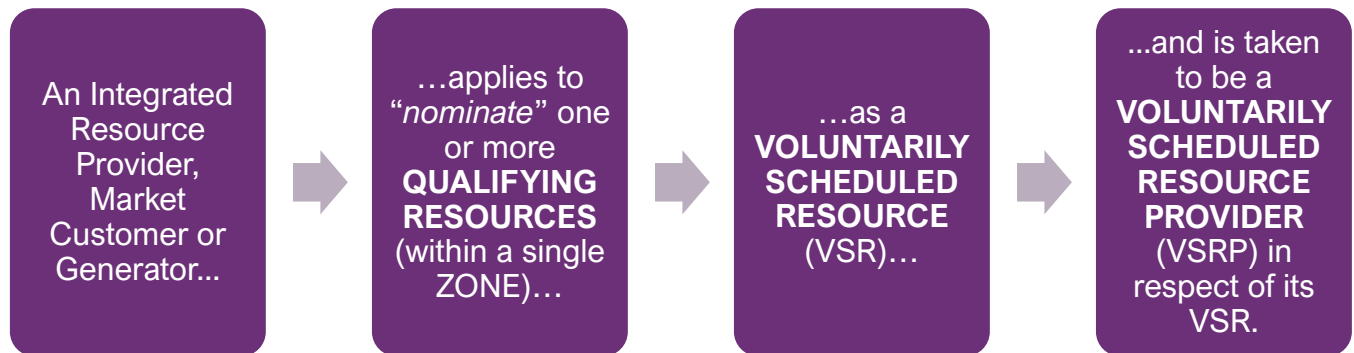 An Integrated
Resource
Provider,
Market
Customer or
Generator...
…applies to
“nominate” one
or more
QUALIFYING
RESOURCES
(within a single
ZONE)…
…as a
VOLUNTARILY
SCHEDULED
RESOURCE
(VSR)…
...and is taken
to be a
VOLUNTARILY
SCHEDULED
RESOURCE
PROVIDER
(VSRP) in
respect of its
VSR.